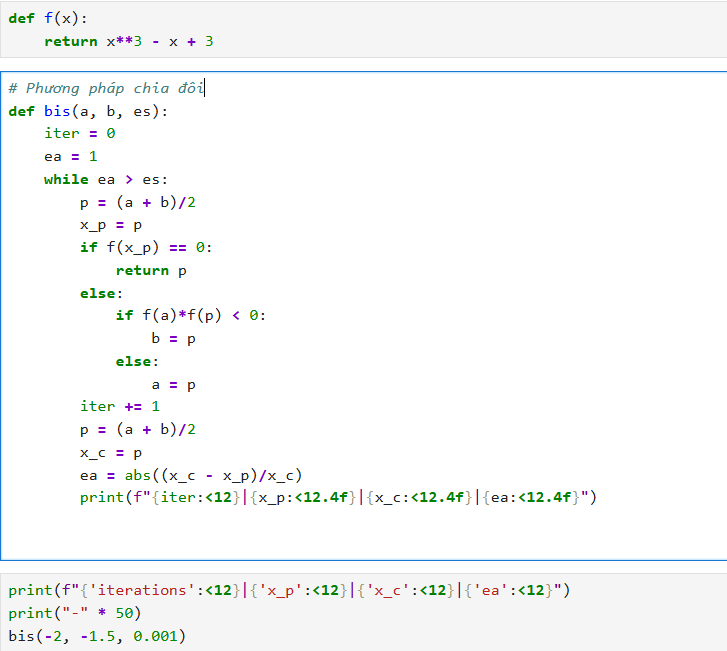 def f(x):
    return x**3 - x + 3
# Phương pháp chia đôi
def bis(a, b, es):
    iter = 0
    ea = 1
    while ea > es:
        p = (a + b)/2
        x_p = p
        if f(x_p) == 0:
            return p
        else:
            if f(a)*f(p) < 0:
                b = p
            else:
                a = p
        iter += 1
        p = (a + b)/2
        x_c = p
        ea = abs((x_c - x_p)/x_c)
        print(f"{iter:<12}|{x_p:<12.4f}|{x_c:<12.4f}|{ea:<12.4f}")
print(f"{'iterations':<12}|{'x_p':<12}|{'x_c':<12}|{'ea':<12}")
print("-" * 50)
bis(-2, -1.5, 0.001)